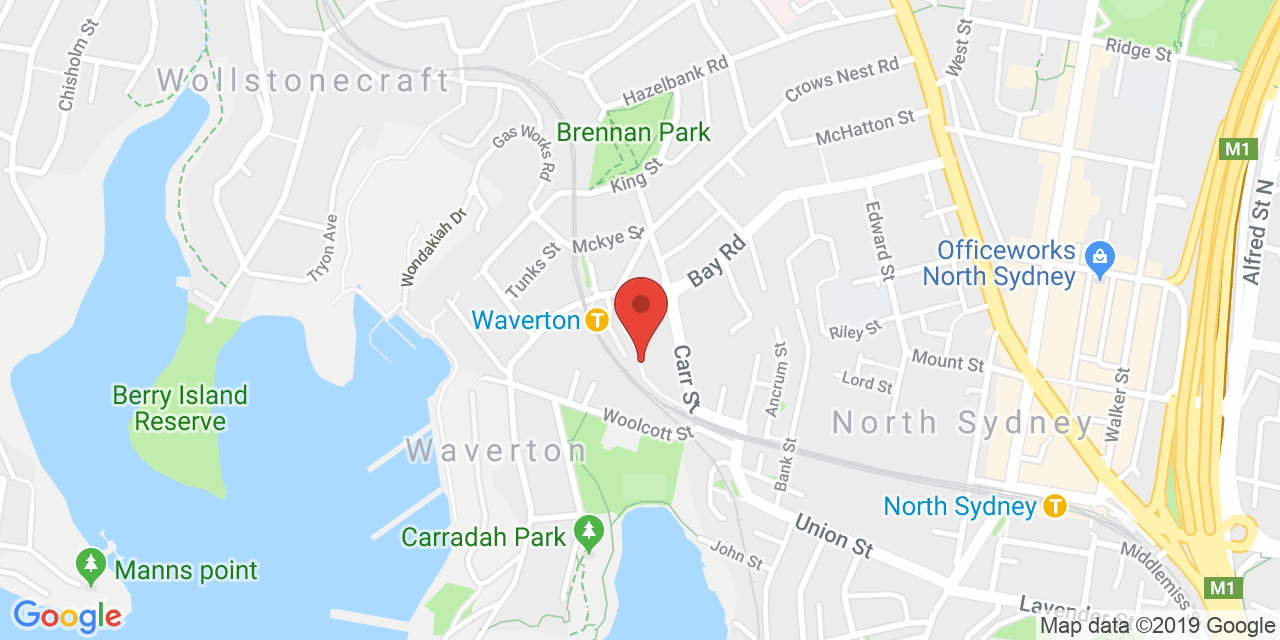 Chisholm St
Wollstonecraft
Hazelbank Rd
Crows Nest Rd
West St
Ridge St
Gas Works Rd
Brennan Park
McHatton St
M1
King St
Alfred St N
Wondakiah Dr
Tryon Ave
Tunks St
Mckye St
Bay Rd
Edward St
Officeworks
North Sydney
Waverton
T
Riley St
Carr St
Ancrum St
Mount St
Lord St
Walker St
Berry Island
Reserve
Woolcott St
North Sydney
Waverton
Bank St
North Sydney
T
Carradah Park
Union St
John St
Middlemiss S
Manns point
M1
Lavender St
Google
Map data ©2019 Google